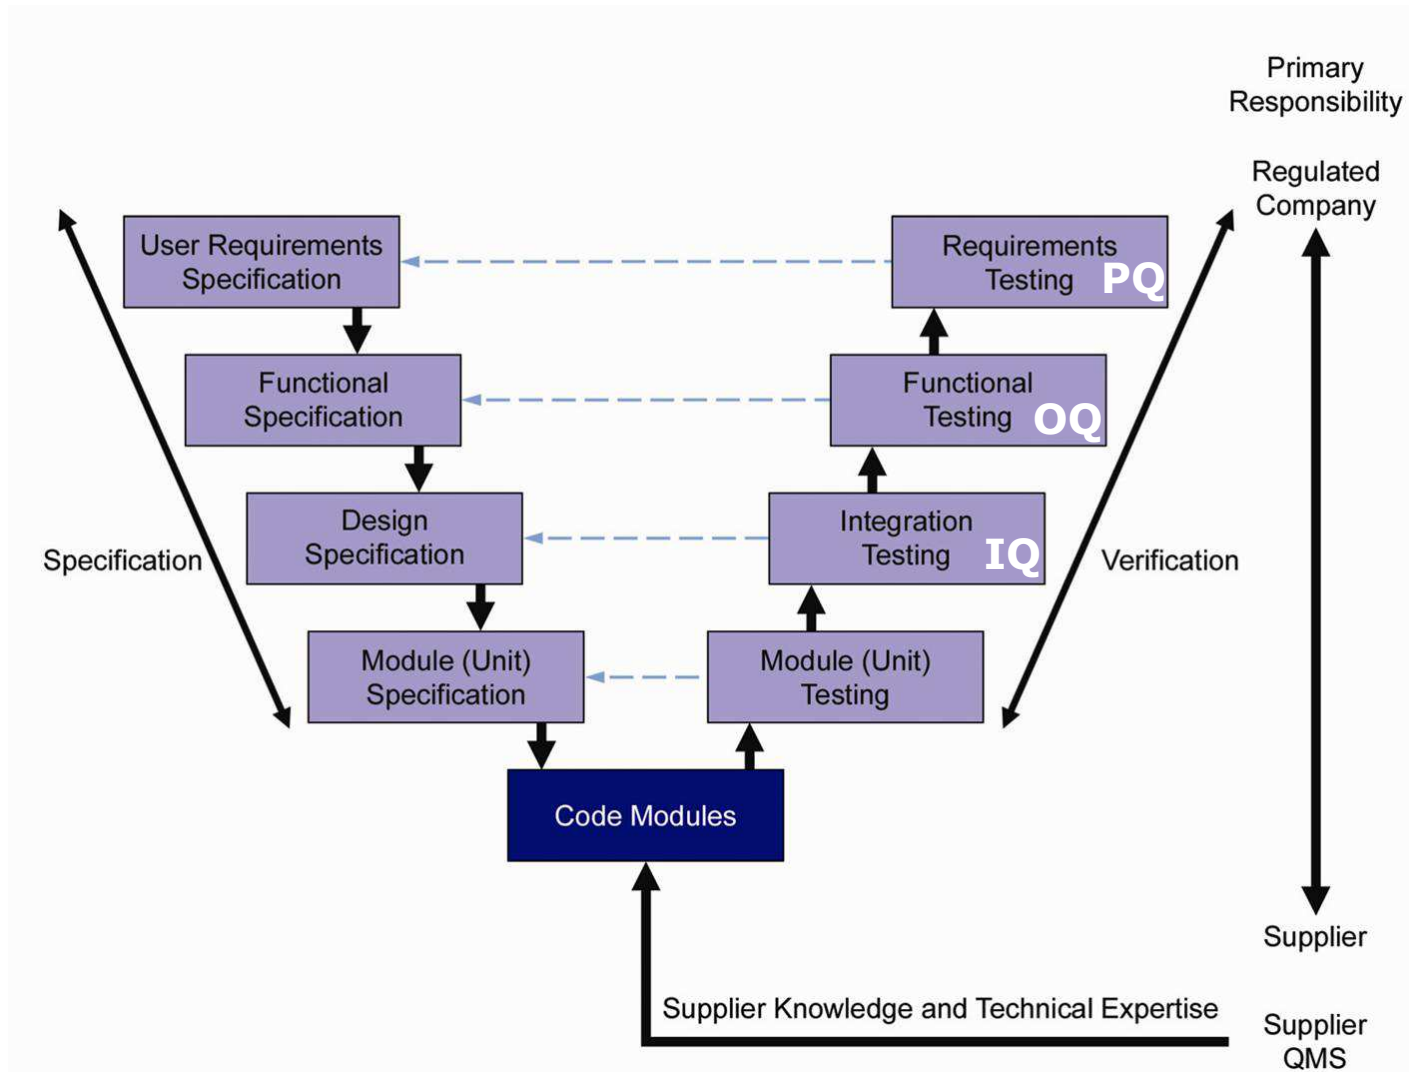 Primary
Responsibility
Regulated
Company
User Requirements
Specification
Requirements
Testing PQ
Functional
Specification
Functional
Testing OQ
Design
Specification
Integration
Testing IQ
Specification
Verification
Module (Unit)
Specification
Module (Unit)
Testing
Code Modules
Supplier
Supplier Knowledge and Technical Expertise
Supplier
QMS